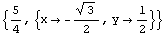 {5/4, {x→-√3/2, y→1/2}}